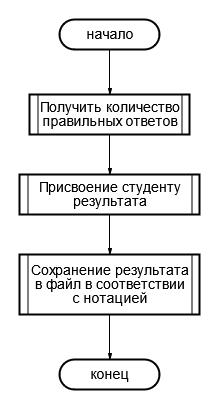 начало
Получить количество
правильных ответов
Присвоение студенту
результата
Сохранение результата
в файл в соответствии
с нотацией
конец